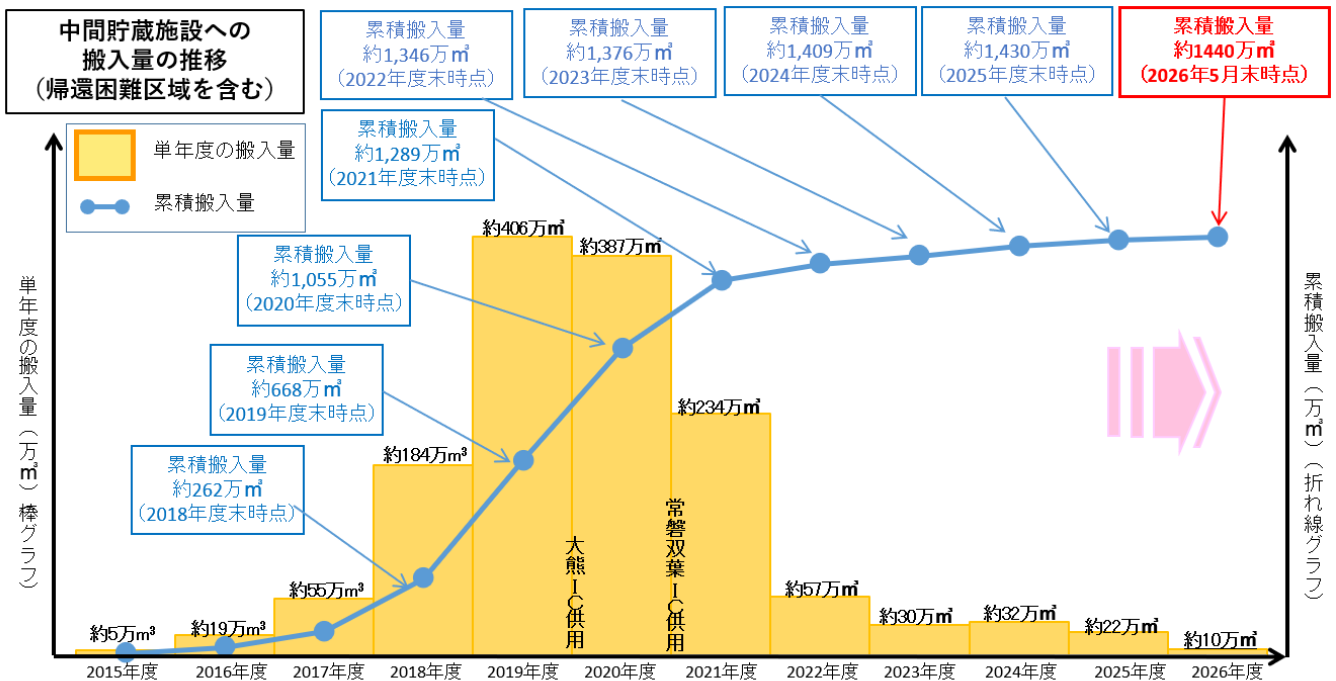 中間貯蔵施設への
搬入量の推移
(帰還困難区域を含む)
単年度の搬入量
累積搬入量
累積搬入量
約1,346万㎥
(2022年度末時点)
累積搬入量
約1,376万㎥
(2023年度末時点)
累積搬入量
約1,409万㎥
(2024年度末時点)
累積搬入量
約1,430万㎥
(2025年度末時点)
累積搬入量
約1440万㎥
(2026年5月末時点)
累積搬入量
約1,289万㎥
(2021年度末時点)
累積搬入量
約1,055万㎥
(2020年度末時点)
累積搬入量
約668万㎥
(2019年度末時点)
累積搬入量
約262万㎥
(2018年度末時点)
単年度の搬入量(万㎥)棒グラフ)
累積搬入量(万㎥)(折れ線グラフ)
約5万m³
約19万m³
約55万m³
約184万m³
約406万㎥
約387万㎥
約234万㎥
約57万㎥
約30万㎥
約32万㎥
約22万㎥
約10万㎥
大熊IC供用
常磐双葉IC供用
2015年度
2016年度
2017年度
2018年度
2019年度
2020年度
2021年度
2022年度
2023年度
2024年度
2025年度
2026年度